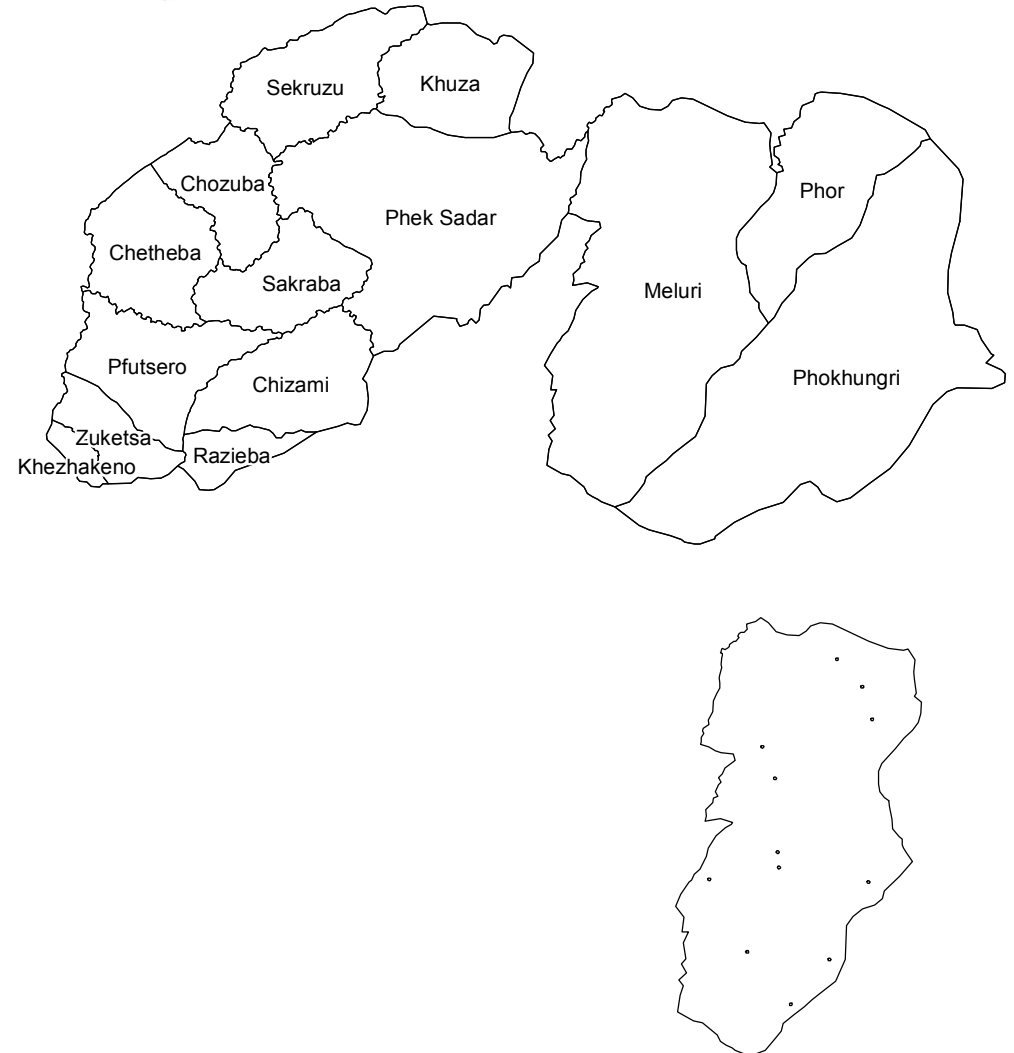 Sekruzu
Khuza
Chozuba
Phor
Phek Sadar
Chetheba
Sakraba
Meluri
Pfutsero
Chizami
Phokhungri
Zuketsa
Razieba
Khezhakeno